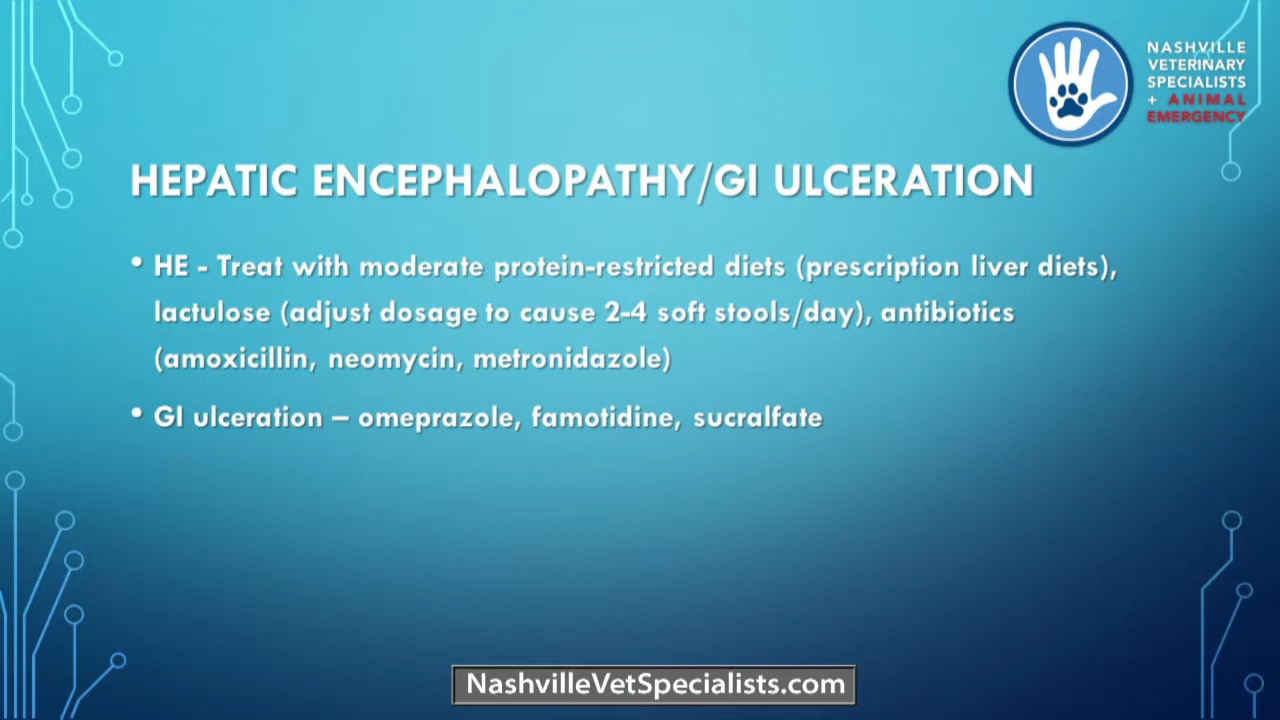 NASHVILLE
VETERINARY
SPECIALISTS
+ ANIMAL
EMERGENCY
HEPATIC ENCEPHALOPATHY/GI ULCERATION
• HE - Treat with moderate protein-restricted diets (prescription liver diets),
lactulose (adjust dosage to cause 2-4 soft stools/day), antibiotics
(amoxicillin, neomycin, metronidazole)
• GI ulceration – omeprazole, famotidine, sucralfate
NashvilleVetSpecialists.com